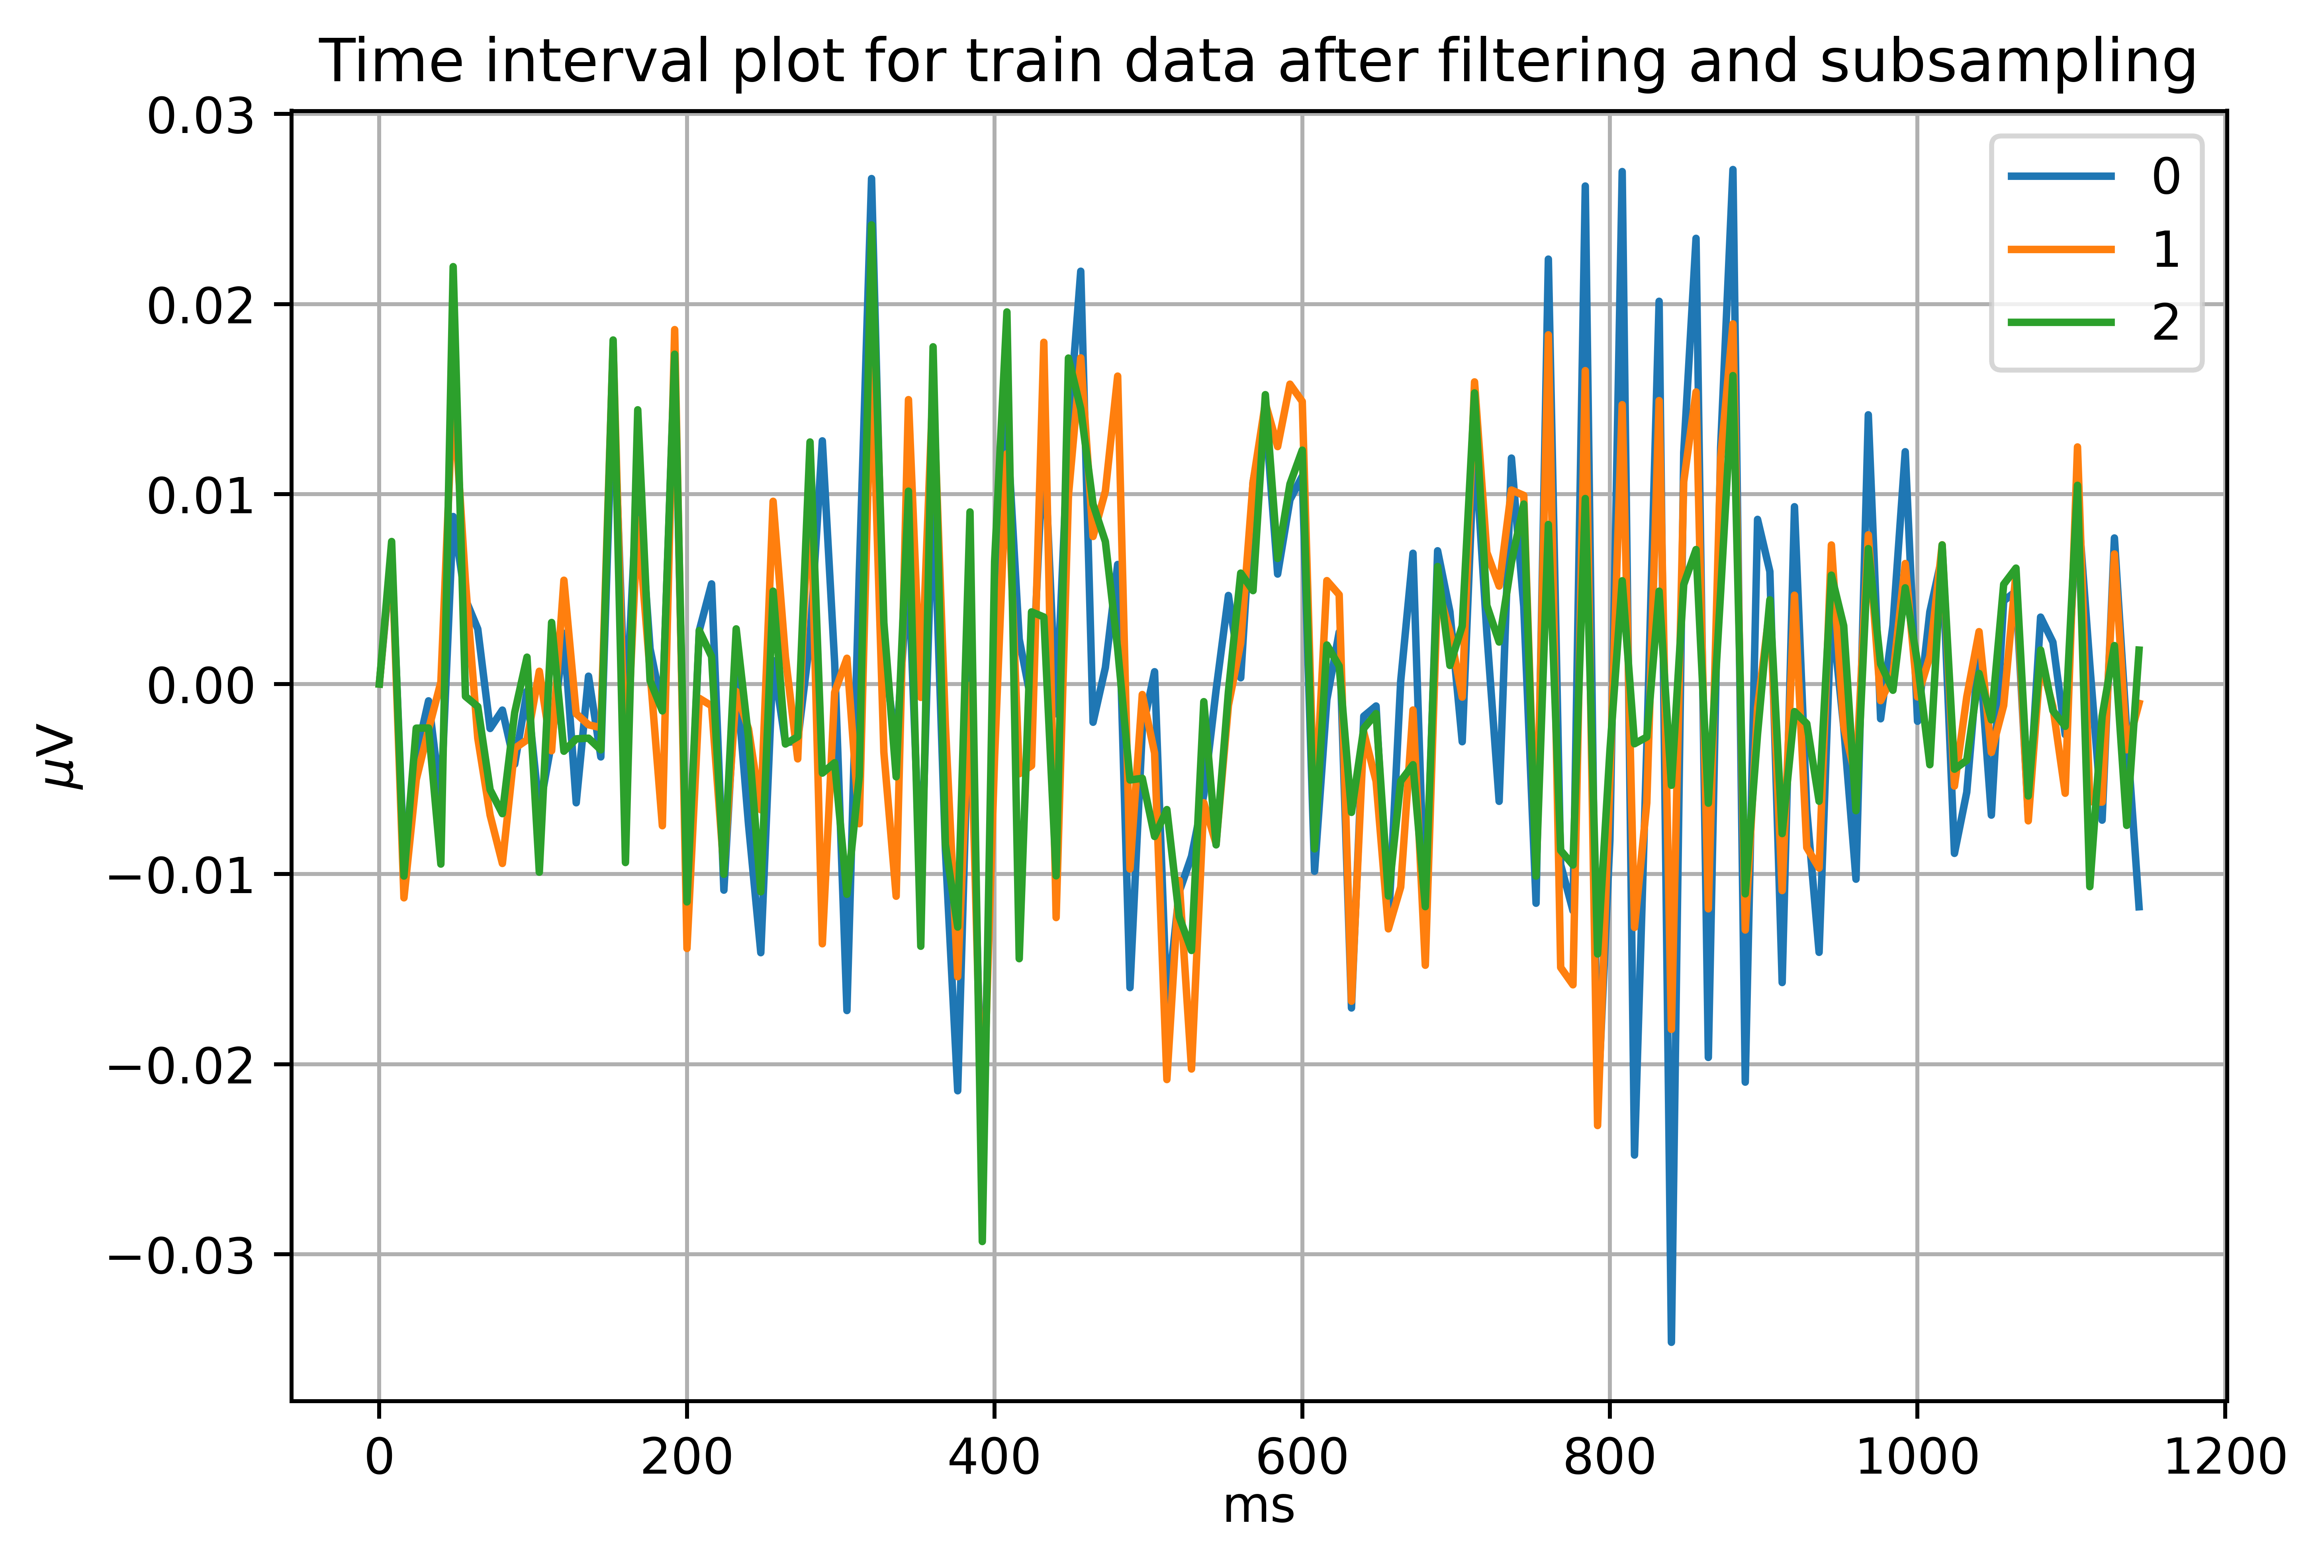 Time interval plot for train data after filtering and subsampling
0.03
0.02
0.01
0.00
−0.01
−0.02
−0.03
μV
0
1
2
0 200 400 600 800 1000 1200
ms